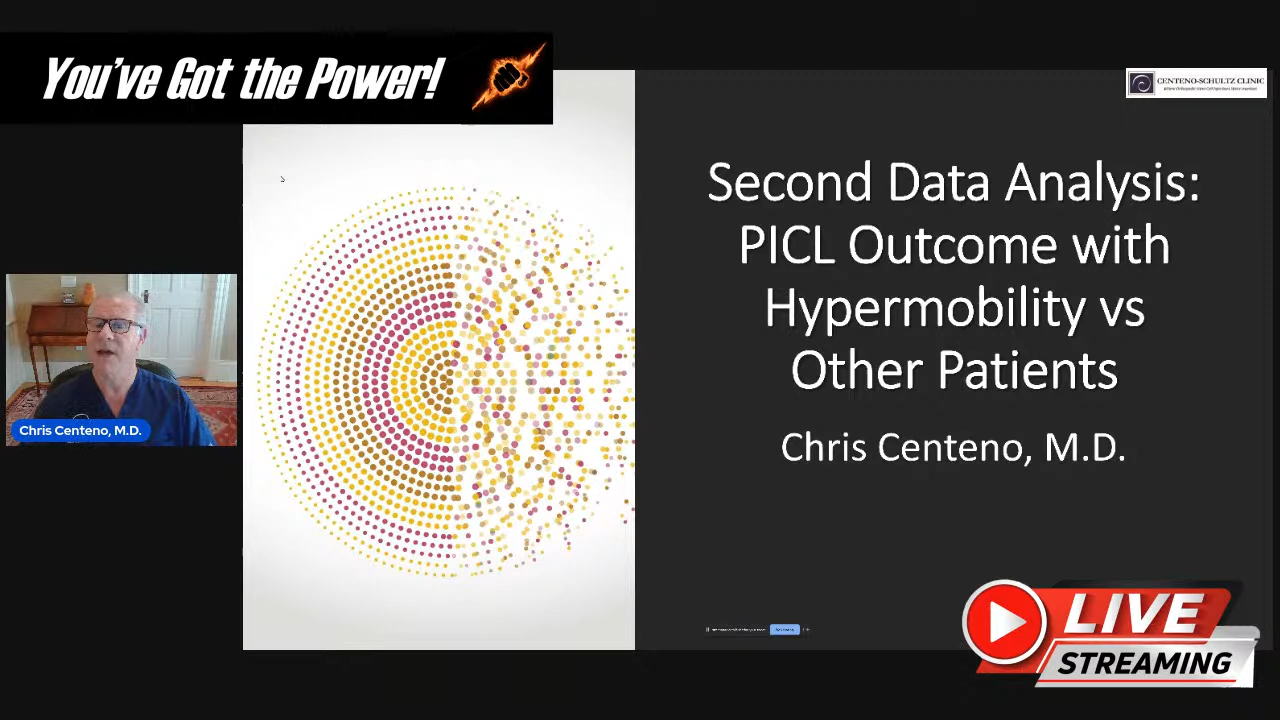 You've Got the Power!
CENTENO-SCHULTZ CLINIC
Second Data Analysis:
PICL Outcome with
Hypermobility vs
Other Patients
Chris Centeno, M.D.
Chris Centeno, M.D.
LIVE
STREAMING